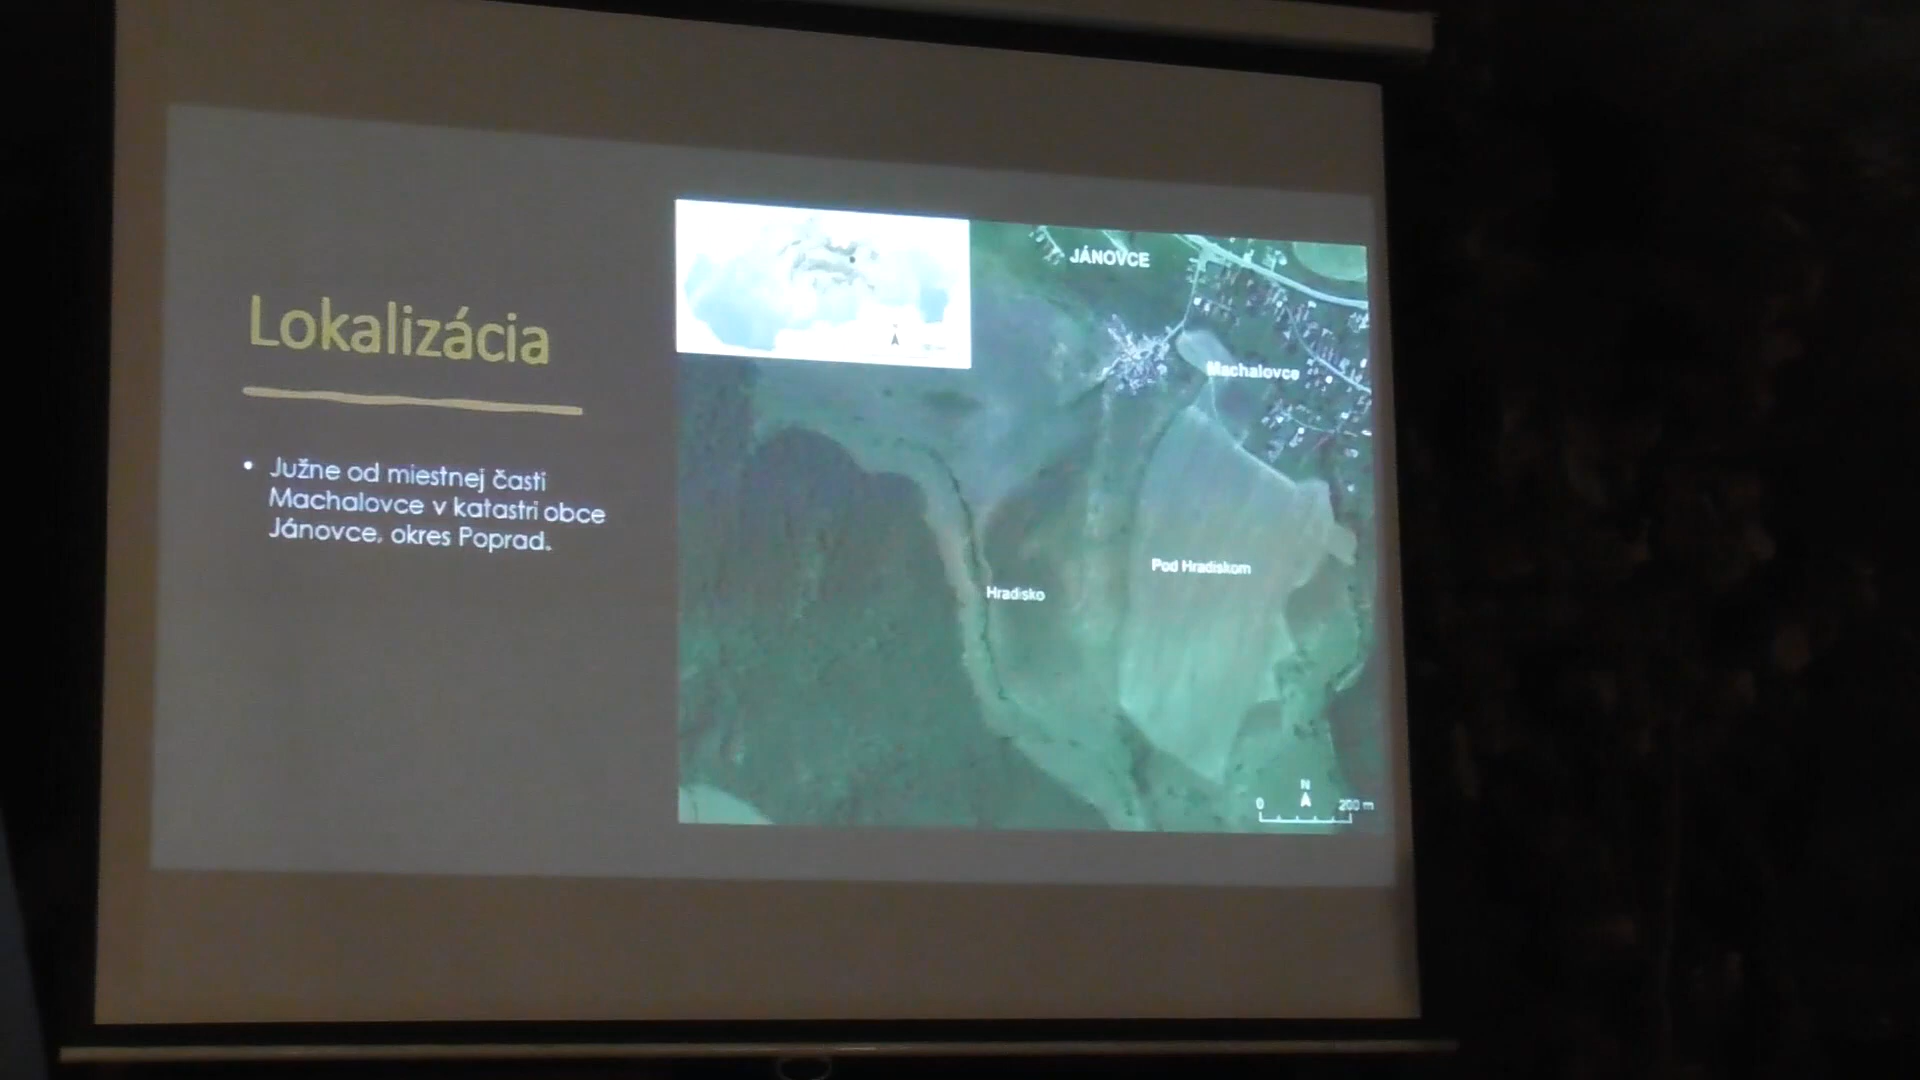 Lokalizácia
• Južne od miestnej časti
Machalovce v katastri obce
Jánovce, okres Poprad.
JÁNOVCE
Machalovce
Pod Hradiskom
Hradisko
N
0 200 m